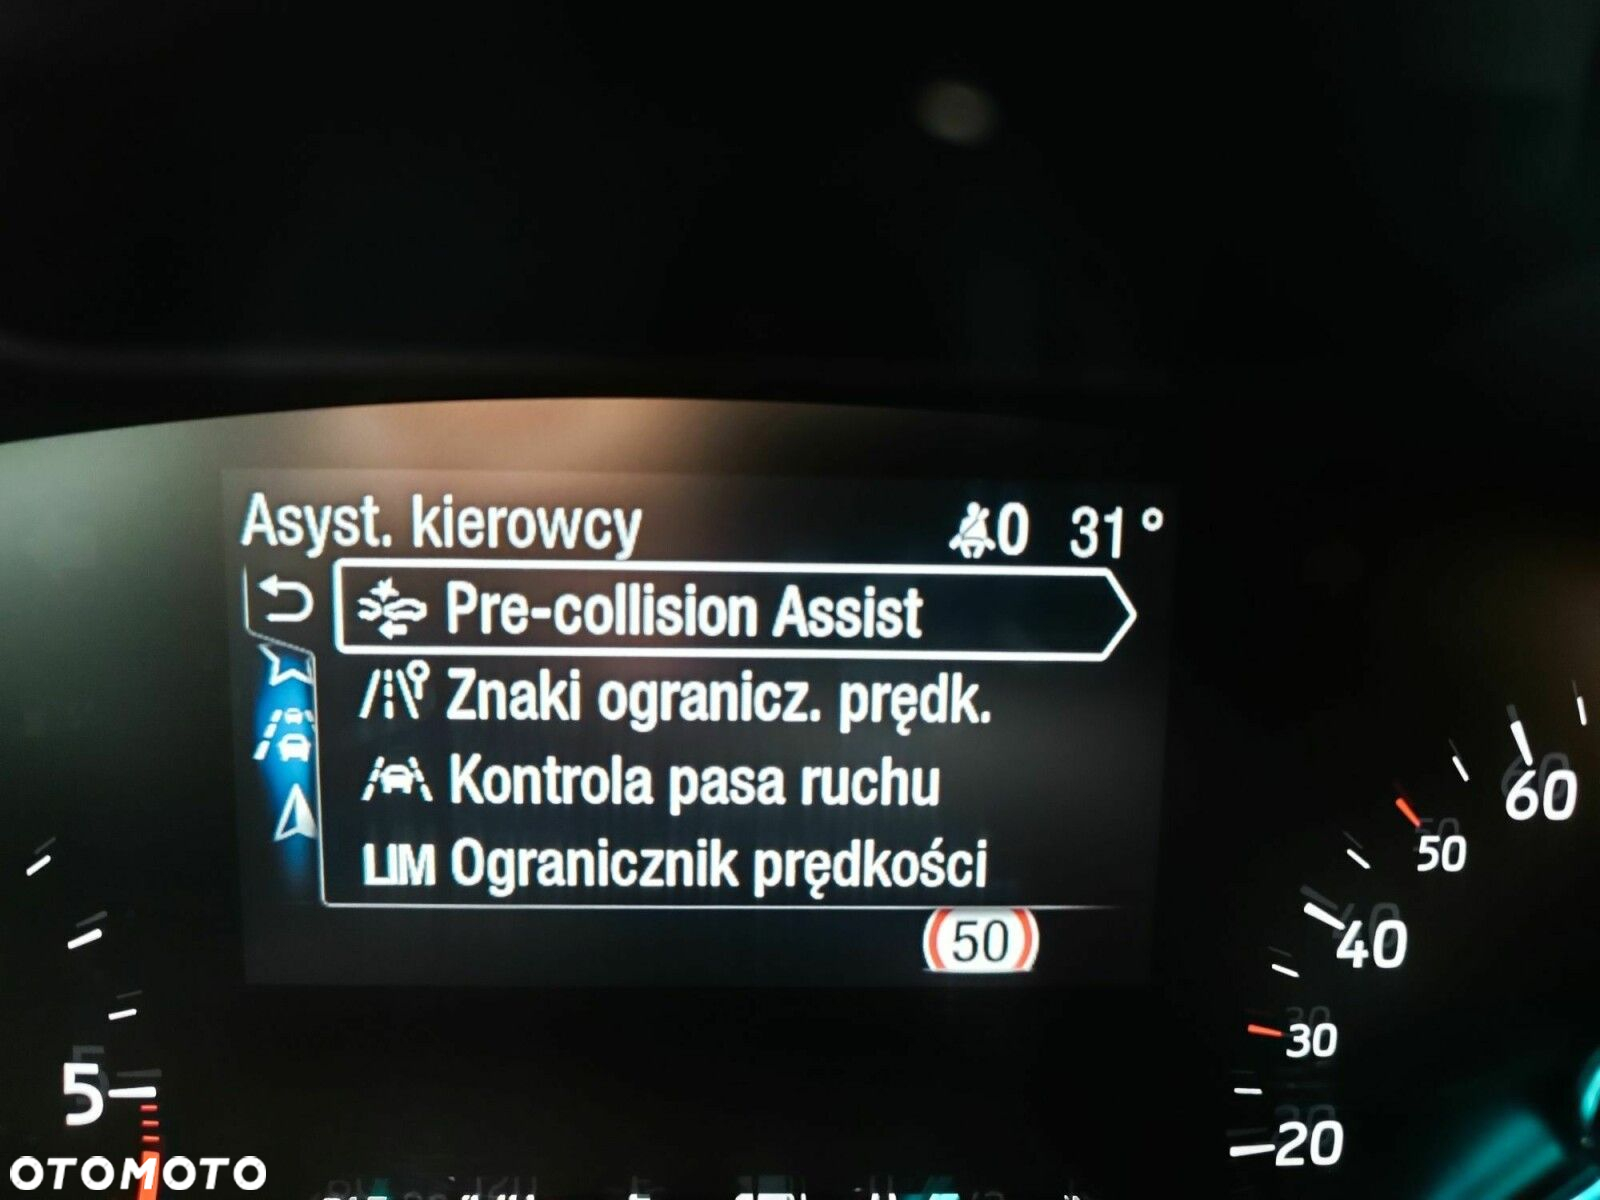 Asyst. kierowcy 0 31°
Pre-collision Assist
Znaki ogranicz. prędk.
Kontrola pasa ruchu
LIM Ogranicznik prędkości
50
60
50
40
30
20
5
OTOMOTO